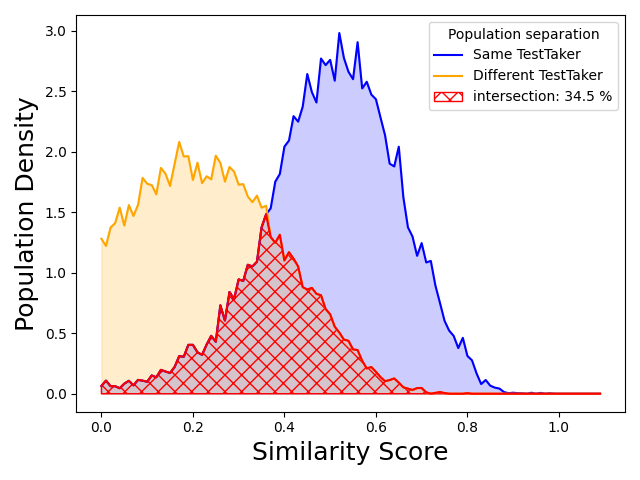 Population separation
Same TestTaker
Different TestTaker
intersection: 34.5 %
Population Density
3.0
2.5
2.0
1.5
1.0
0.5
0.0
0.0 0.2 0.4 0.6 0.8 1.0
Similarity Score